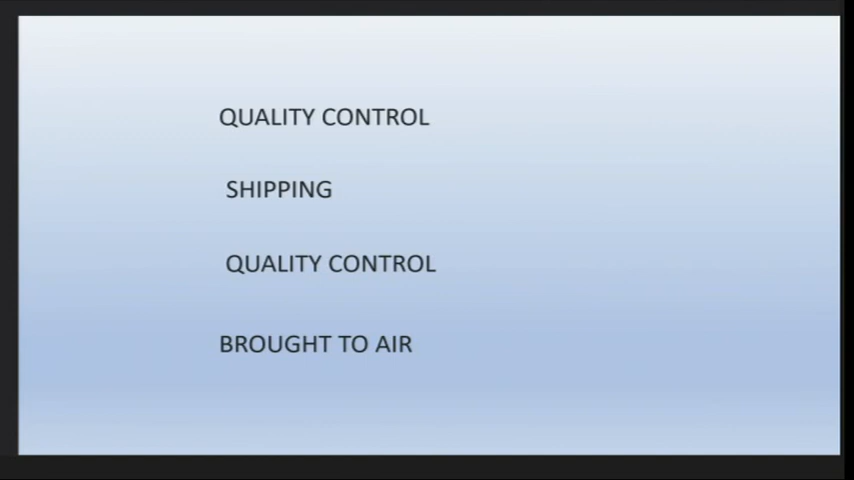 QUALITY CONTROL
SHIPPING
QUALITY CONTROL
BROUGHT TO AIR